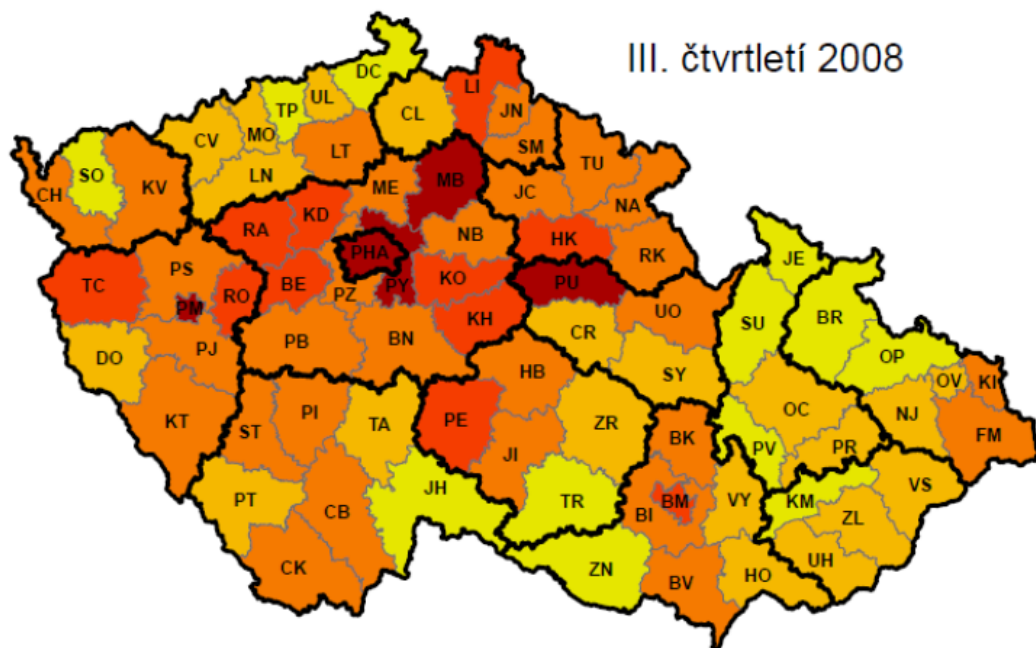 III. čtvrtletí 2008
DC
LI
UL
TP
CL
JN
CV
MO
LT
SM
TU
LN
SO
CH
KV
ME
MB
JC
NA
RA
KD
NB
HK
RK
PHA
TC
PS
RO
BE
PZ
PY
KO
PU
JE
PM
KH
UO
SU
BR
DO
PJ
PB
BN
CR
OP
SY
OV
KI
KT
ST
PI
TA
HB
PE
ZR
OC
NJ
FM
JI
BK
PV
PR
PT
JH
TR
BI
BM
VY
KM
VS
CB
ZL
CK
ZN
BV
HO
UH